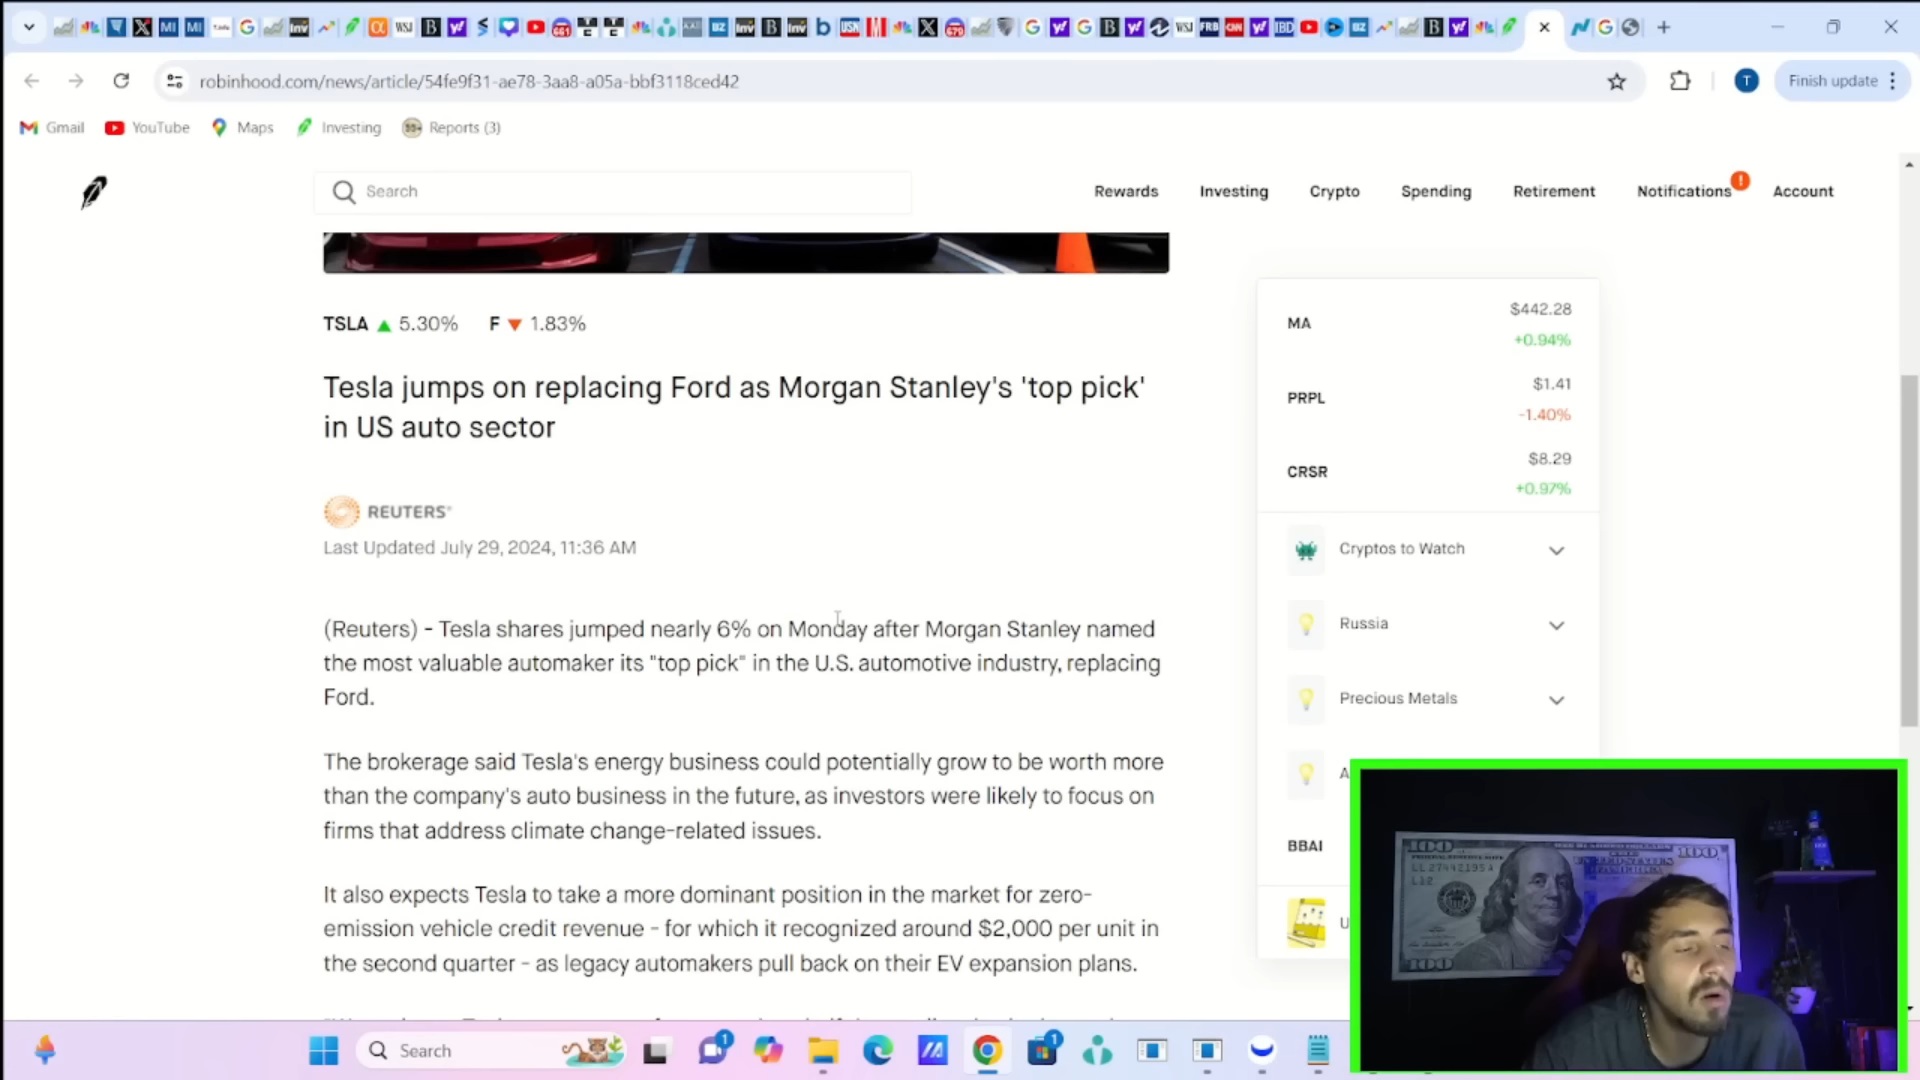 robinhood.com/news/article/54fe9f31-ae78-3aa8-a05a-bbf3118ced42
Finish update
Gmail
YouTube
Maps
Investing
Reports (3)
Search
Rewards
Investing
Crypto
Spending
Retirement
Notifications
Account
TSLA ▲ 5.30% F ▼ 1.83%
Tesla jumps on replacing Ford as Morgan Stanley's 'top pick'
in US auto sector
REUTERS
Last Updated July 29, 2024, 11:36 AM
(Reuters) - Tesla shares jumped nearly 6% on Monday after Morgan Stanley named
the most valuable automaker its "top pick" in the U.S. automotive industry, replacing
Ford.
The brokerage said Tesla's energy business could potentially grow to be worth more
than the company's auto business in the future, as investors were likely to focus on
firms that address climate change-related issues.
It also expects Tesla to take a more dominant position in the market for zero-
emission vehicle credit revenue - for which it recognized around $2,000 per unit in
the second quarter - as legacy automakers pull back on their EV expansion plans.
MA
$442.28
+0.94%
PRPL
$1.41
-1.40%
CRSR
$8.29
+0.97%
Cryptos to Watch
Russia
Precious Metals
A
BBAI
U
100
100
100
Search
1
1